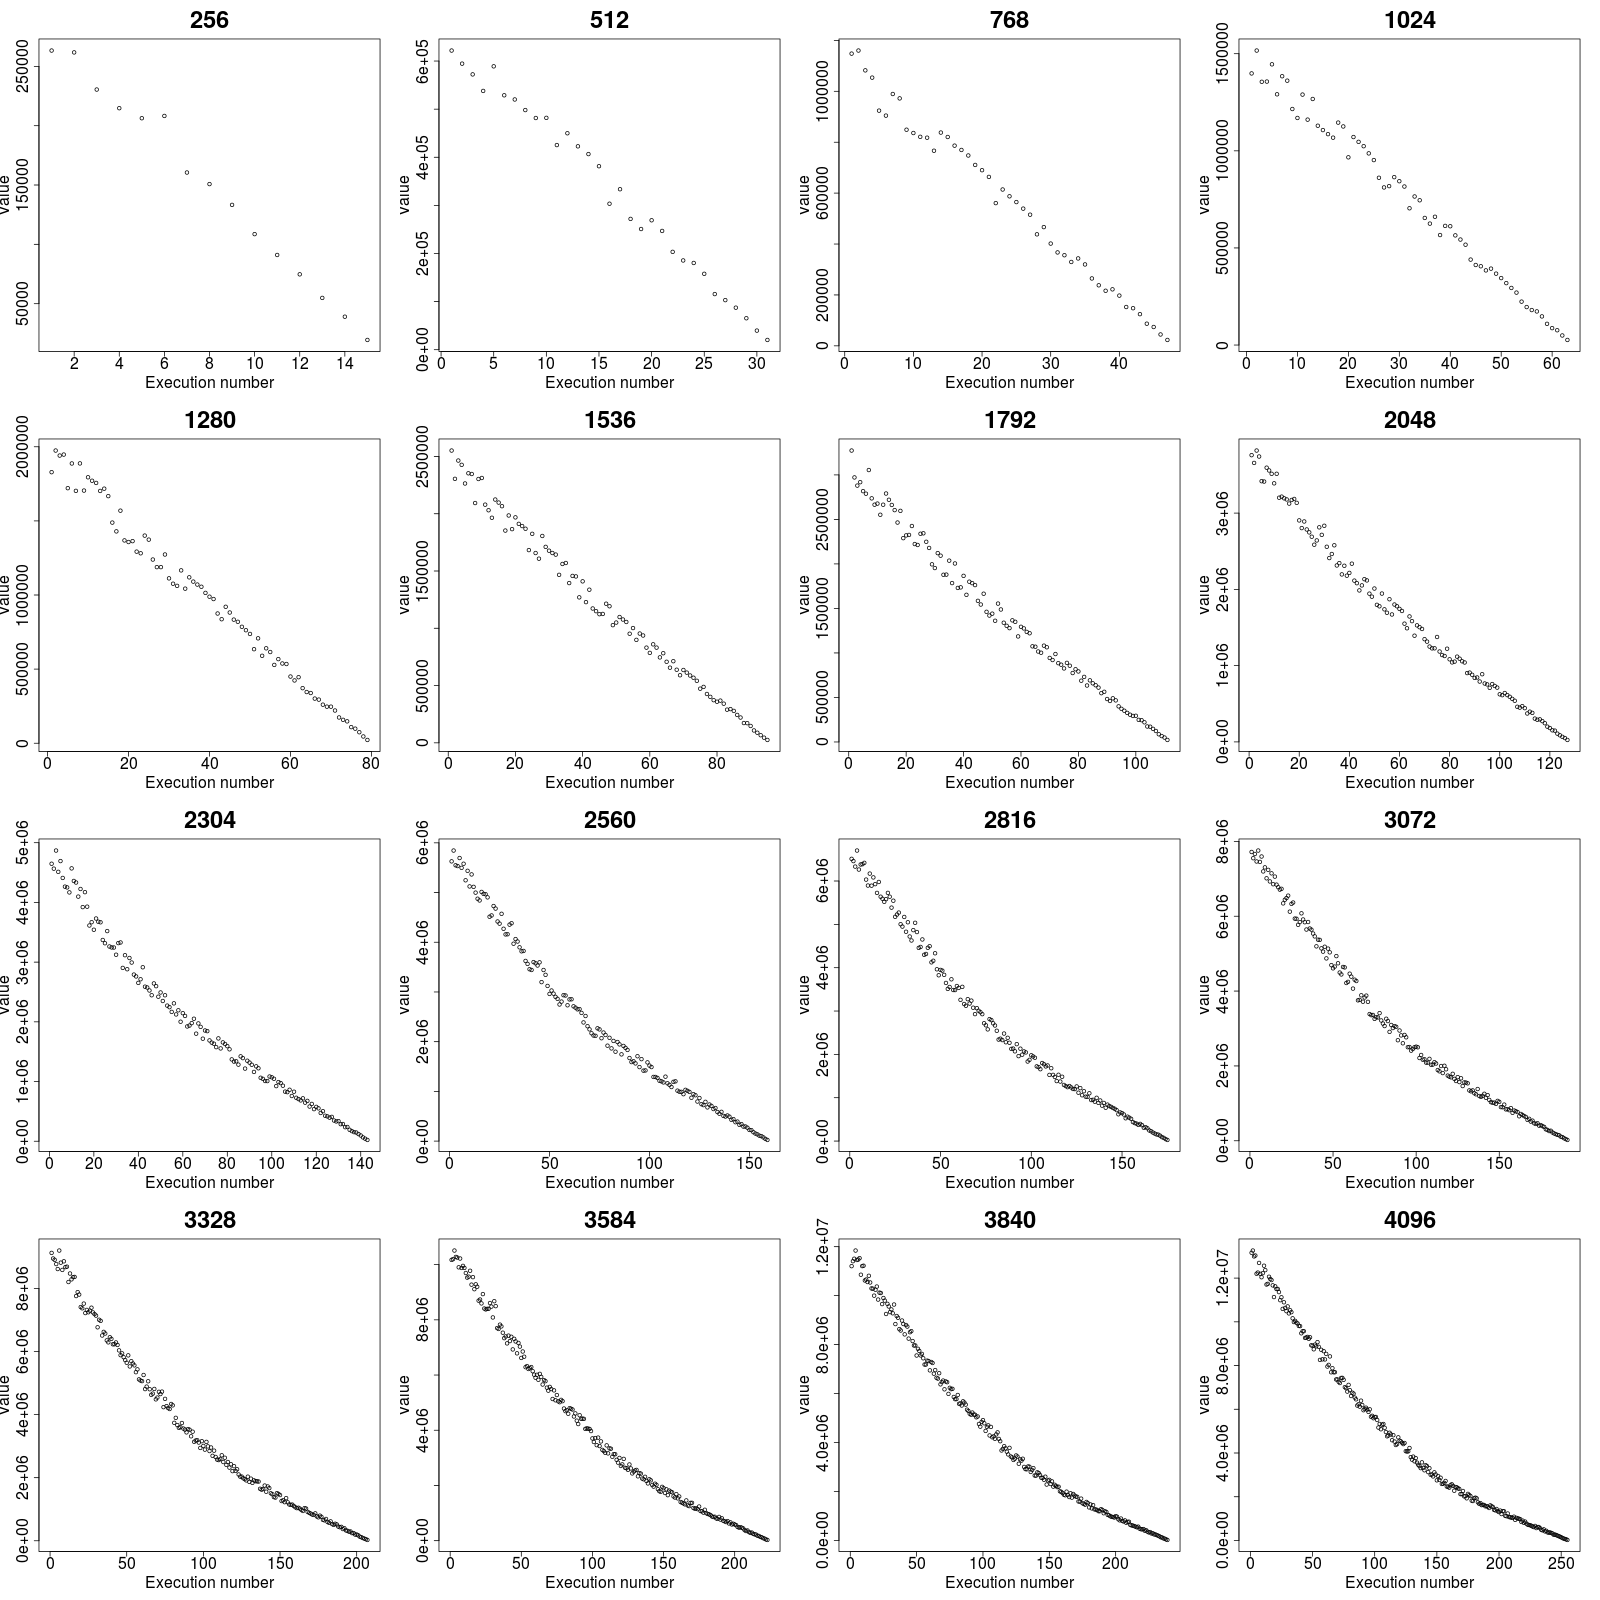 256
250000
150000
50000
value
2 4 6 8 10 12 14
Execution number
512
6e+05
4e+05
2e+05
0e+00
value
0 5 10 15 20 25 30
Execution number
768
1000000
600000
200000
0
value
0 10 20 30 40
Execution number
1024
1500000
1000000
500000
0
value
0 10 20 30 40 50 60
Execution number
1280
2000000
1000000
500000
0
value
0 20 40 60 80
Execution number
1536
2500000
1500000
500000
0
value
0 20 40 60 80
Execution number
1792
2500000
1500000
500000
0
value
0 20 40 60 80 100
Execution number
2048
3e+06
2e+06
1e+06
0e+00
value
0 20 40 60 80 100 120
Execution number
2304
5e+06
4e+06
3e+06
2e+06
1e+06
0e+00
value
0 20 40 60 80 100 120 140
Execution number
2560
6e+06
4e+06
2e+06
0e+00
value
0 50 100 150
Execution number
2816
6e+06
4e+06
2e+06
0e+00
value
0 50 100 150
Execution number
3072
8e+06
6e+06
4e+06
2e+06
0e+00
value
0 50 100 150
Execution number
3328
8e+06
6e+06
4e+06
2e+06
0e+00
value
0 50 100 150 200
Execution number
3584
8e+06
4e+06
0e+00
value
0 50 100 150 200
Execution number
3840
1.2e+07
8.0e+06
4.0e+06
0.0e+00
value
0 50 100 150 200
Execution number
4096
1.2e+07
8.0e+06
4.0e+06
0.0e+00
value
0 50 100 150 200 250
Execution number